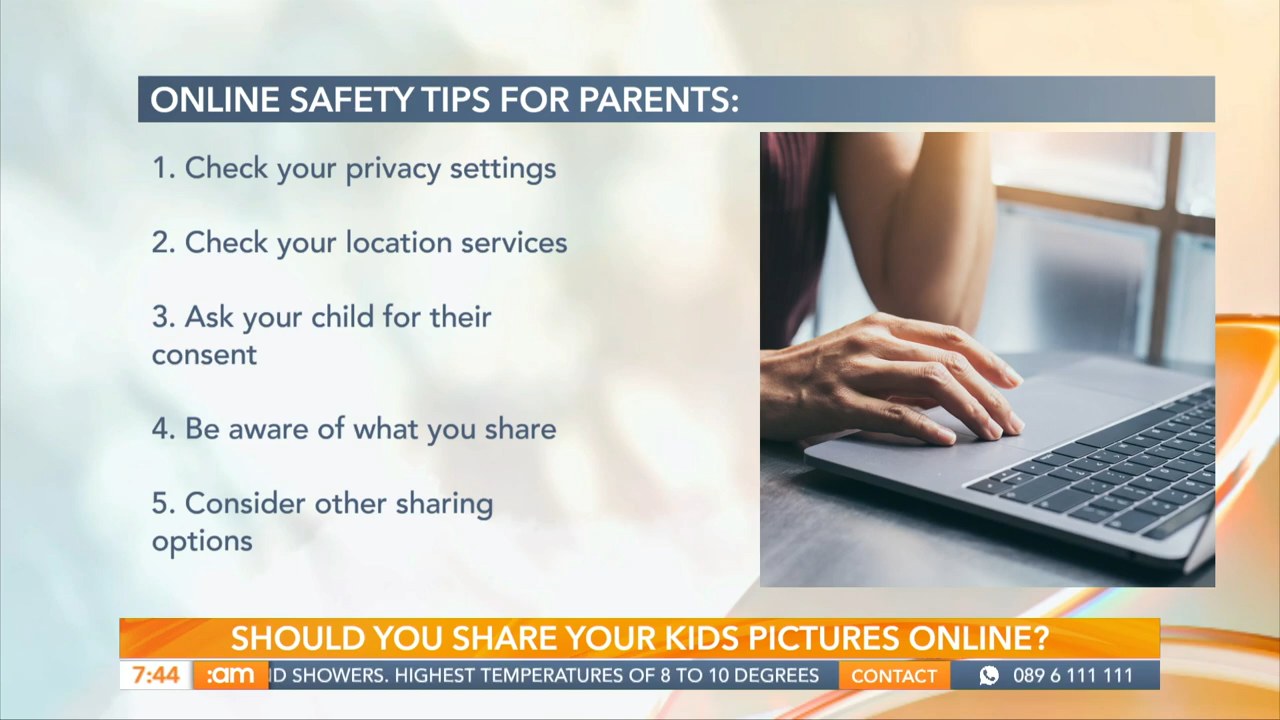 ONLINE SAFETY TIPS FOR PARENTS:
1. Check your privacy settings
2. Check your location services
3. Ask your child for their
consent
4. Be aware of what you share
5. Consider other sharing
options
SHOULD YOU SHARE YOUR KIDS PICTURES ONLINE?
7:44 :am SHOWERS. HIGHEST TEMPERATURES OF 8 TO 10 DEGREES CONTACT 089 6 111 111